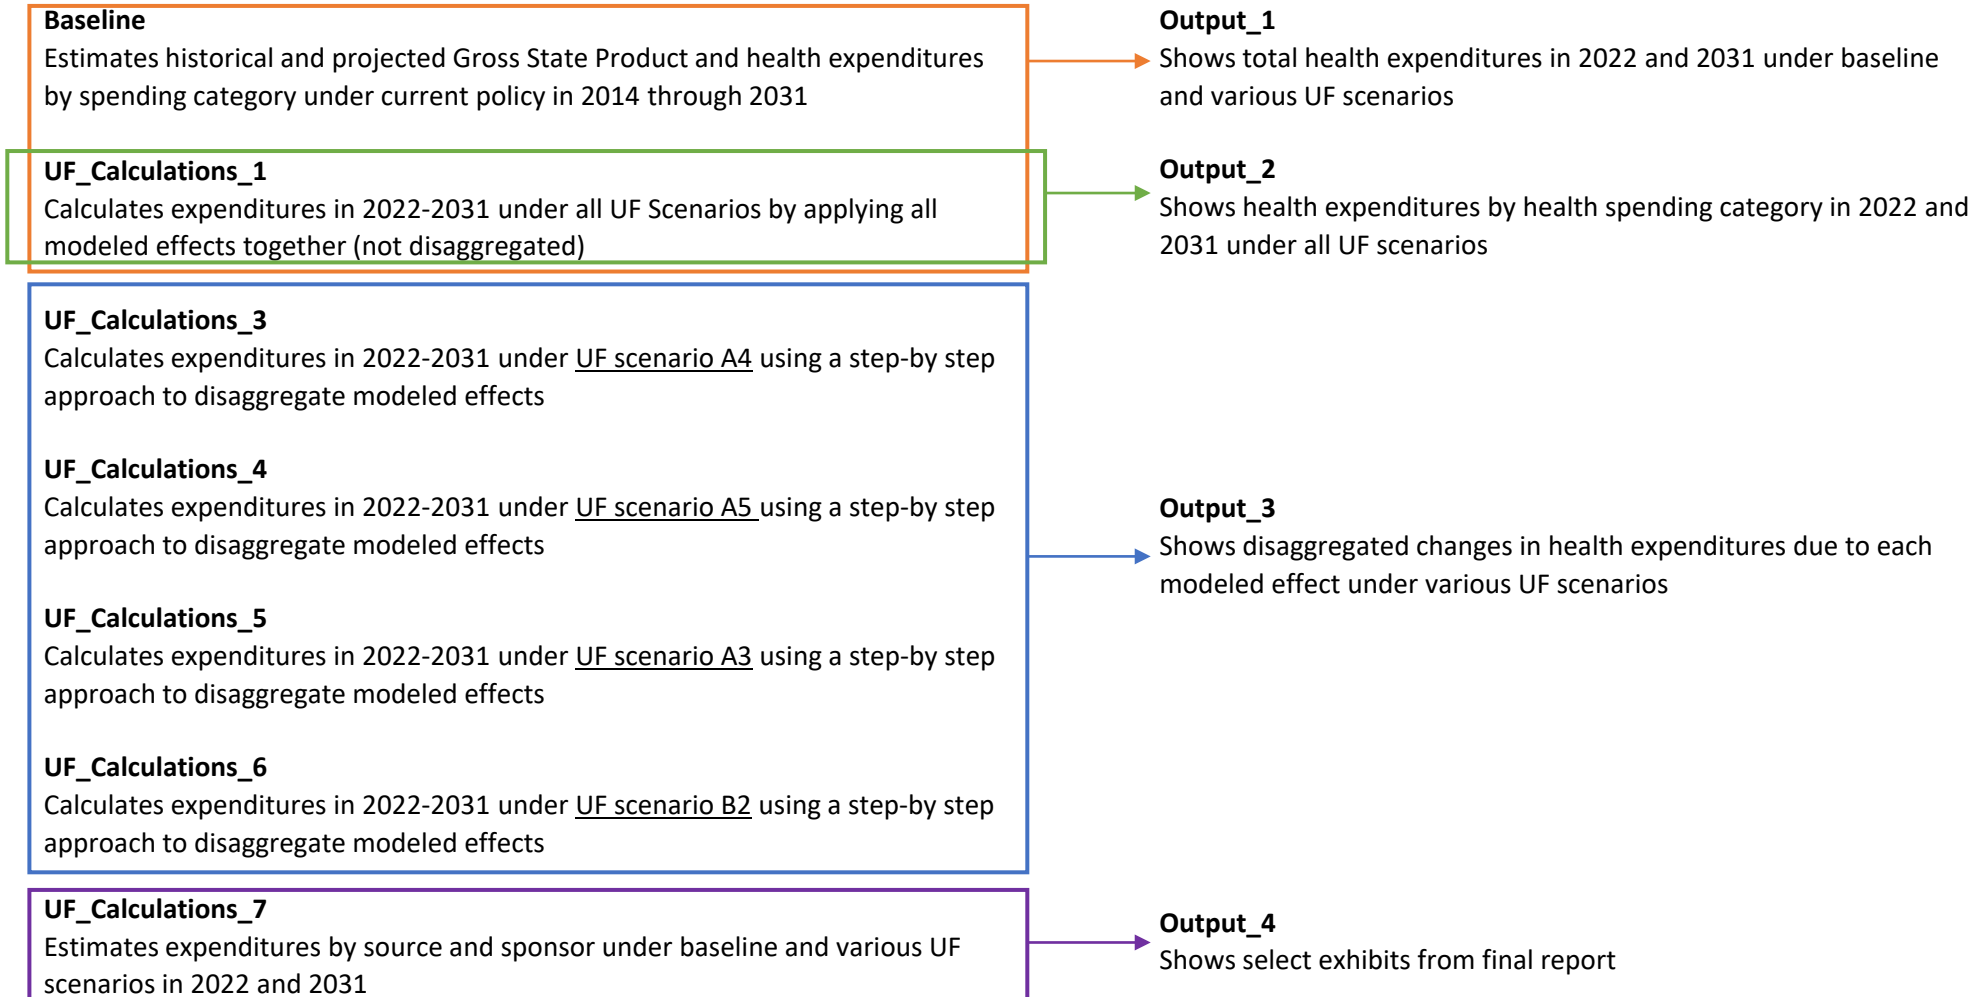 Baseline
Estimates historical and projected Gross State Product and health expenditures
by spending category under current policy in 2014 through 2031
UF_Calculations_1
Calculates expenditures in 2022-2031 under all UF Scenarios by applying all
modeled effects together (not disaggregated)
UF_Calculations_3
Calculates expenditures in 2022-2031 under UF scenario A4 using a step-by step
approach to disaggregate modeled effects
UF_Calculations_4
Calculates expenditures in 2022-2031 under UF scenario A5 using a step-by step
approach to disaggregate modeled effects
UF_Calculations_5
Calculates expenditures in 2022-2031 under UF scenario A3 using a step-by step
approach to disaggregate modeled effects
UF_Calculations_6
Calculates expenditures in 2022-2031 under UF scenario B2 using a step-by step
approach to disaggregate modeled effects
UF_Calculations_7
Estimates expenditures by source and sponsor under baseline and various UF
scenarios in 2022 and 2031
Output_1
Shows total health expenditures in 2022 and 2031 under baseline
and various UF scenarios
Output_2
Shows health expenditures by health spending category in 2022 and
2031 under all UF scenarios
Output_3
Shows disaggregated changes in health expenditures due to each
modeled effect under various UF scenarios
Output_4
Shows select exhibits from final report